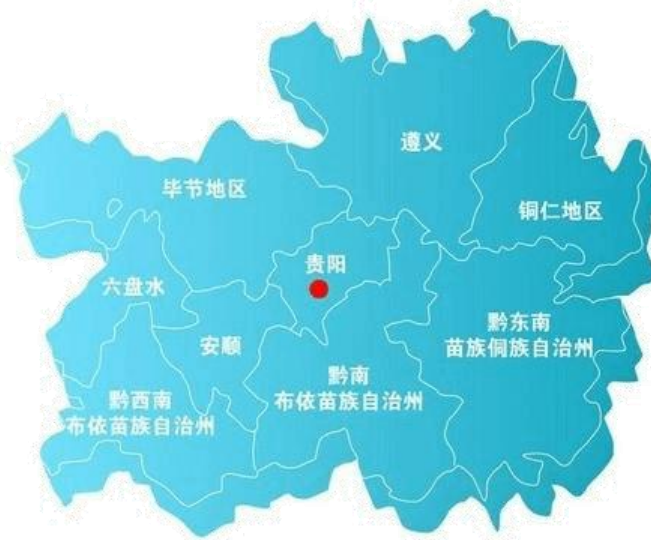 遵义
毕节地区
铜仁地区
贵阳
六盘水
黔东南
苗族侗族自治州
安顺
黔南
布依苗族自治州
黔西南
布依苗族自治州